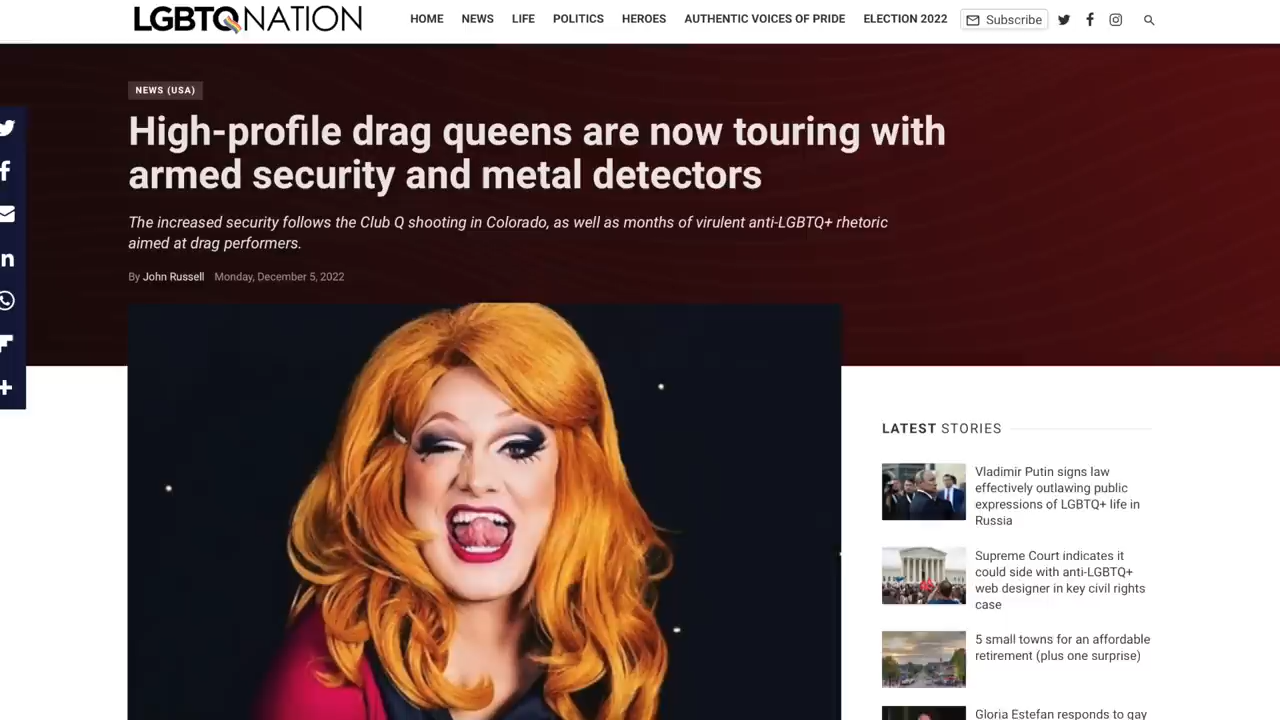 LGBTQNATION
HOME NEWS LIFE POLITICS HEROES AUTHENTIC VOICES OF PRIDE ELECTION 2022 Subscribe
NEWS (USA)
High-profile drag queens are now touring with
armed security and metal detectors
The increased security follows the Club Q shooting in Colorado, as well as months of virulent anti-LGBTQ+ rhetoric
aimed at drag performers.
By John Russell Monday, December 5, 2022
LATEST STORIES
Vladimir Putin signs law
effectively outlawing public
expressions of LGBTQ+ life in
Russia
Supreme Court indicates it
could side with anti-LGBTQ+
web designer in key civil rights
case
5 small towns for an affordable
retirement (plus one surprise)
Gloria Estefan responds to gay